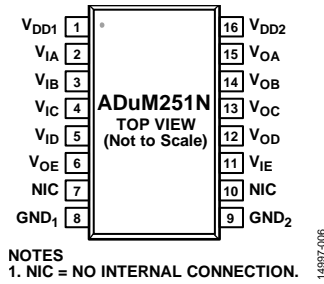 VDD1 1 16 VDD2
VIA 2 15 VOA
VIB 3 14 VOB
VIC 4 ADuM251N 13 VOC
VID 5 TOP VIEW 12 VOD
VOE 6 (Not to Scale) 11 VIE
NIC 7 10 NIC
GND1 8 9 GND2
NOTES
1. NIC = NO INTERNAL CONNECTION.
14997-006